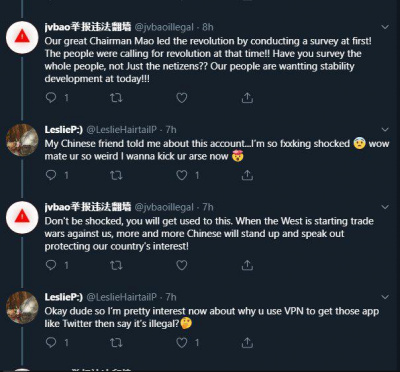 jvbao举报违法翻墙 @jvbaoillegal · 8h
Our great Chairman Mao led the revolution by conducting a survey at first!
The people were calling for revolution at that time!! Have you survey the
whole people, not Just the netizens?? Our people are wantting stability
development at today!!!
1
LeslieP:) @LeslieHairtailP · 7h
My Chinese friend told me about this account...I'm so fxxking shocked 😨 wow
mate ur so weird I wanna kick ur arse now 🤯
1 1
jvbao举报违法翻墙 @jvbaoillegal · 7h
Don't be shocked, you will get used to this. When the West is starting trade
wars against us, more and more Chinese will stand up and speak out
protecting our country's interest!
1
LeslieP:) @LeslieHairtailP · 7h
Okay dude so I'm pretty interest now about why u use VPN to get those app
like Twitter then say it's illegal?🤔
1 1